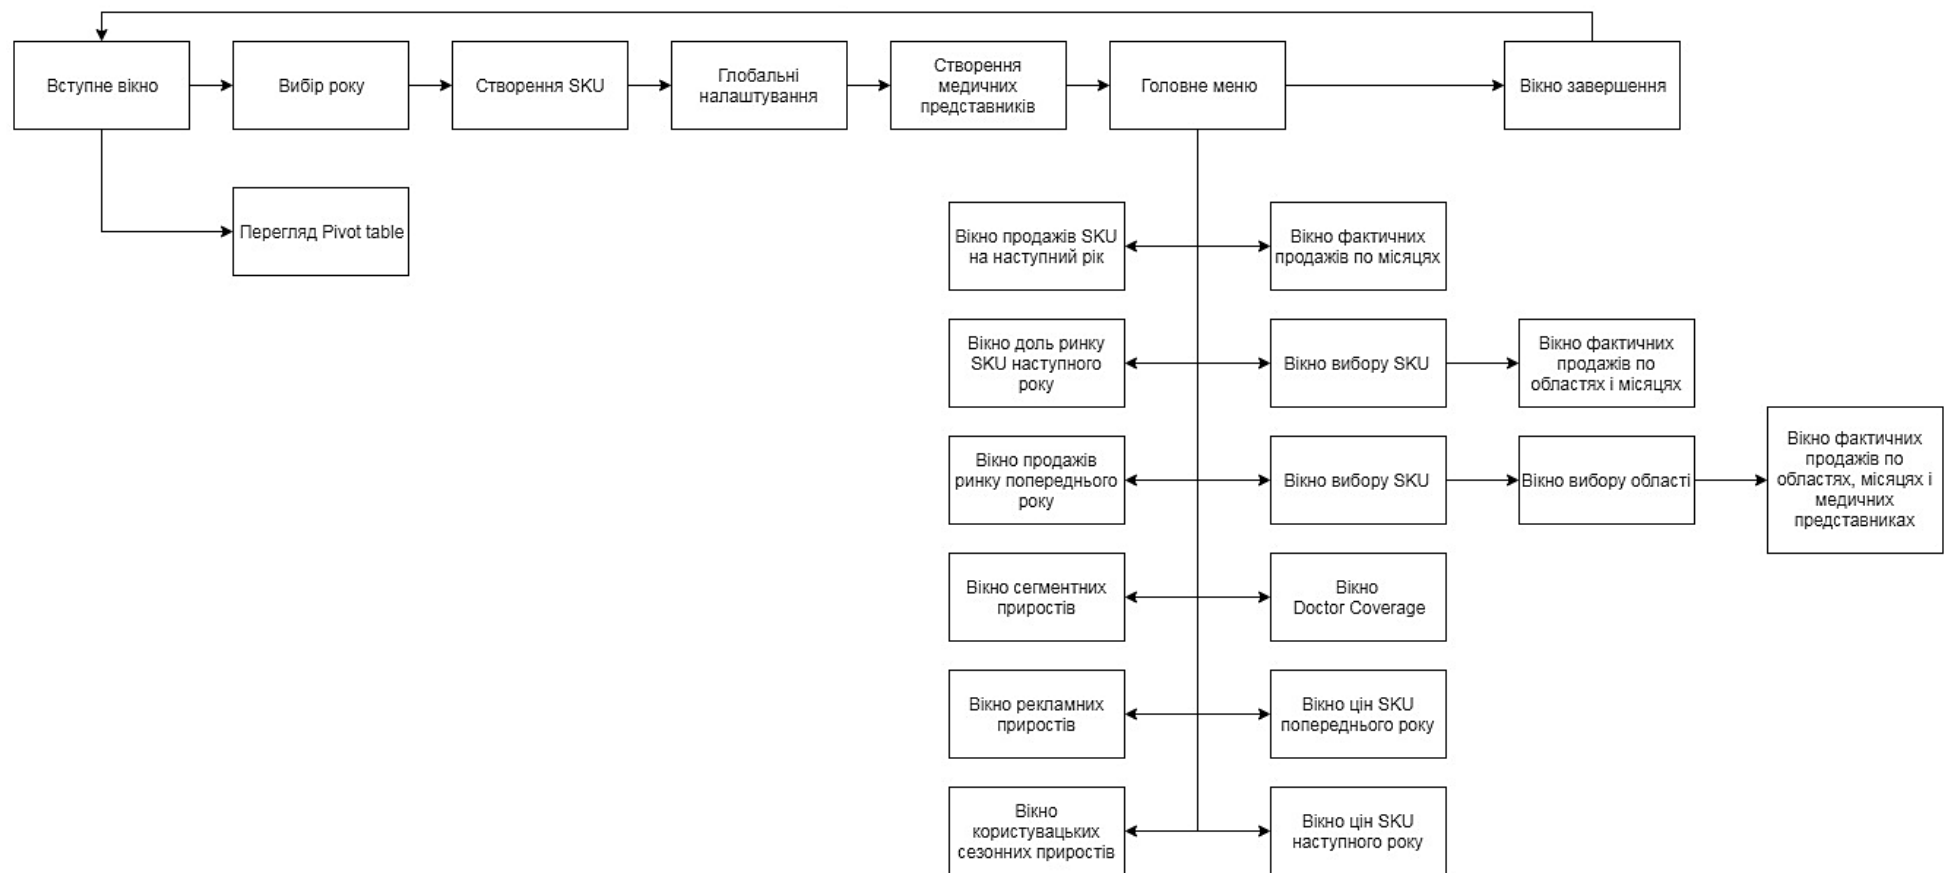 Вступне вікно
Вибір року
Створення SKU
Глобальні
налаштування
Створення
медичних
представників
Головне меню
Вікно завершення
Перегляд Pivot table
Вікно продажів SKU
на наступний рік
Вікно фактичних
продажів по місяцях
Вікно доль ринку
SKU наступного
року
Вікно вибору SKU
Вікно фактичних
продажів по
областях і місяцях
Вікно продажів
ринку попереднього
року
Вікно вибору SKU
Вікно вибору області
Вікно фактичних
продажів по
областях, місяцях і
медичних
представниках
Вікно сегментних
приростів
Вікно
Doctor Coverage
Вікно рекламних
приростів
Вікно цін SKU
попереднього року
Вікно
користувацьких
сезонних приростів
Вікно цін SKU
наступного року